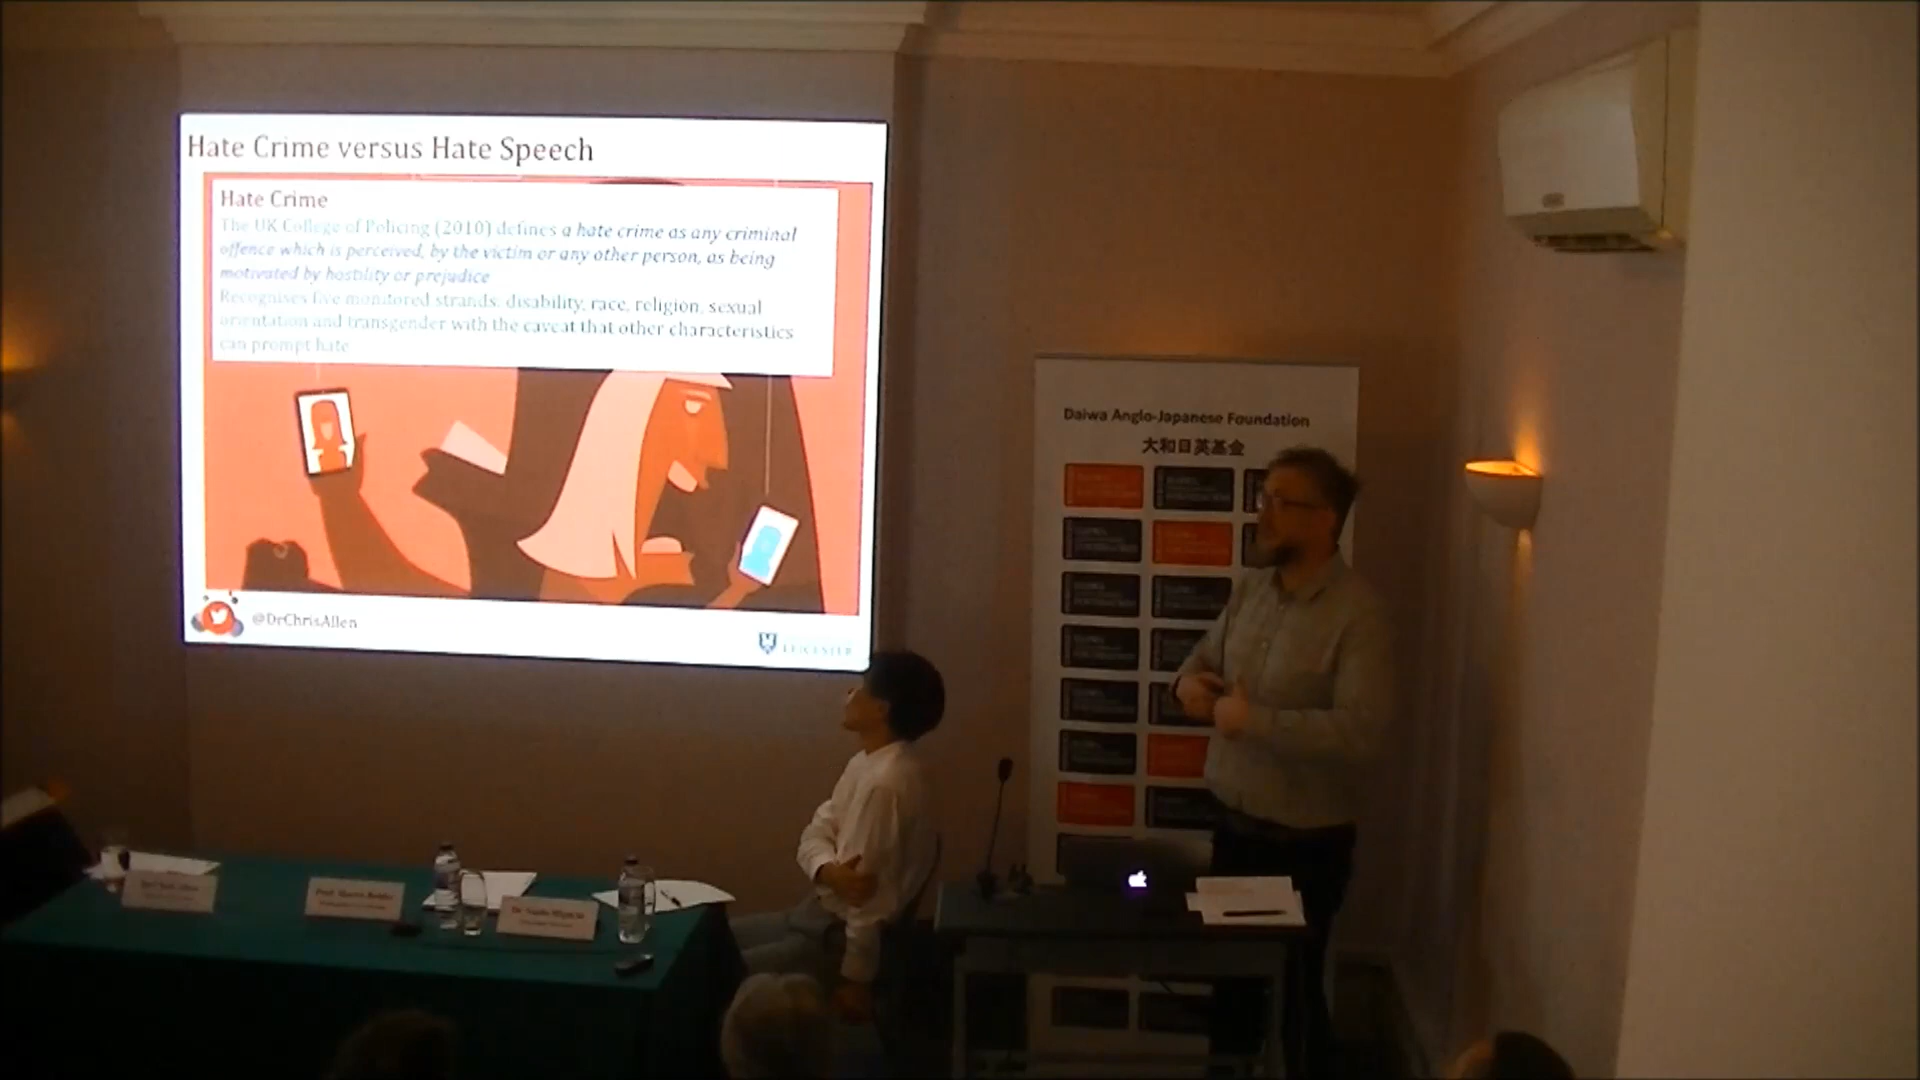 Hate Crime versus Hate Speech
Hate Crime
The UK College of Policing (2010) defines a hate crime as any criminal
offence which is perceived, by the victim or any other person, as being
motivated by hostility or prejudice
Recognises five monitored strands: disability, race, religion, sexual
orientation and transgender with the caveat that other characteristics
can prompt hate
@DrChrisAllen
LEICESTER
Daiwa Anglo-Japanese Foundation
大和日英基金